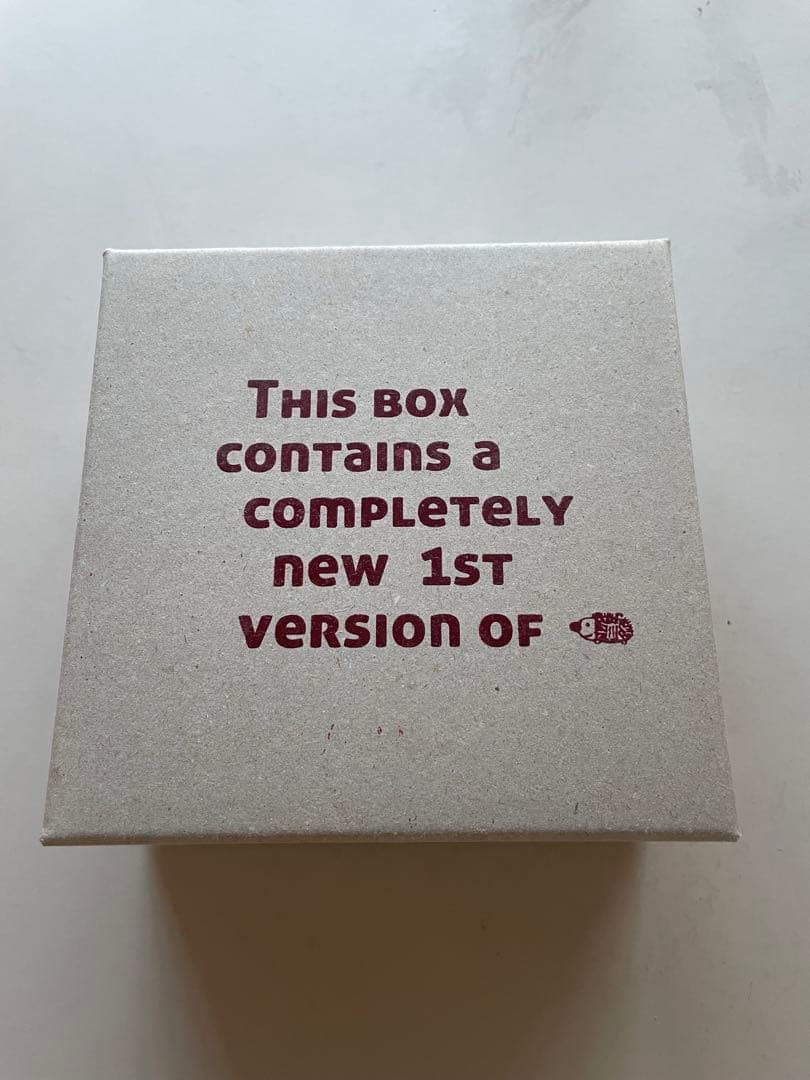 This box
contains a
completely
new 1st
version of